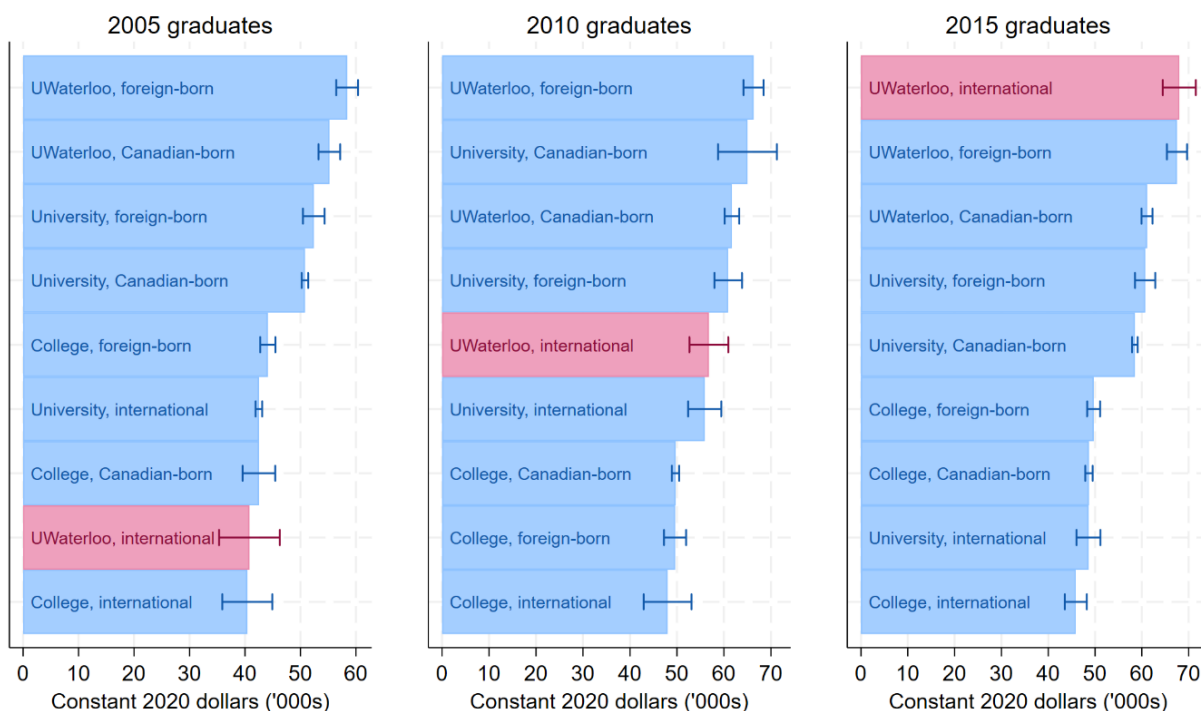 2005 graduates
UWaterloo, foreign-born
UWaterloo, Canadian-born
University, foreign-born
University, Canadian-born
College, foreign-born
University, international
College, Canadian-born
UWaterloo, international
College, international
0 10 20 30 40 50 60
Constant 2020 dollars ('000s)
2010 graduates
UWaterloo, foreign-born
University, Canadian-born
UWaterloo, Canadian-born
University, foreign-born
UWaterloo, international
University, international
College, Canadian-born
College, foreign-born
College, international
0 10 20 30 40 50 60 70
Constant 2020 dollars ('000s)
2015 graduates
UWaterloo, international
UWaterloo, foreign-born
UWaterloo, Canadian-born
University, foreign-born
University, Canadian-born
College, foreign-born
College, Canadian-born
University, international
College, international
0 10 20 30 40 50 60 70
Constant 2020 dollars ('000s)